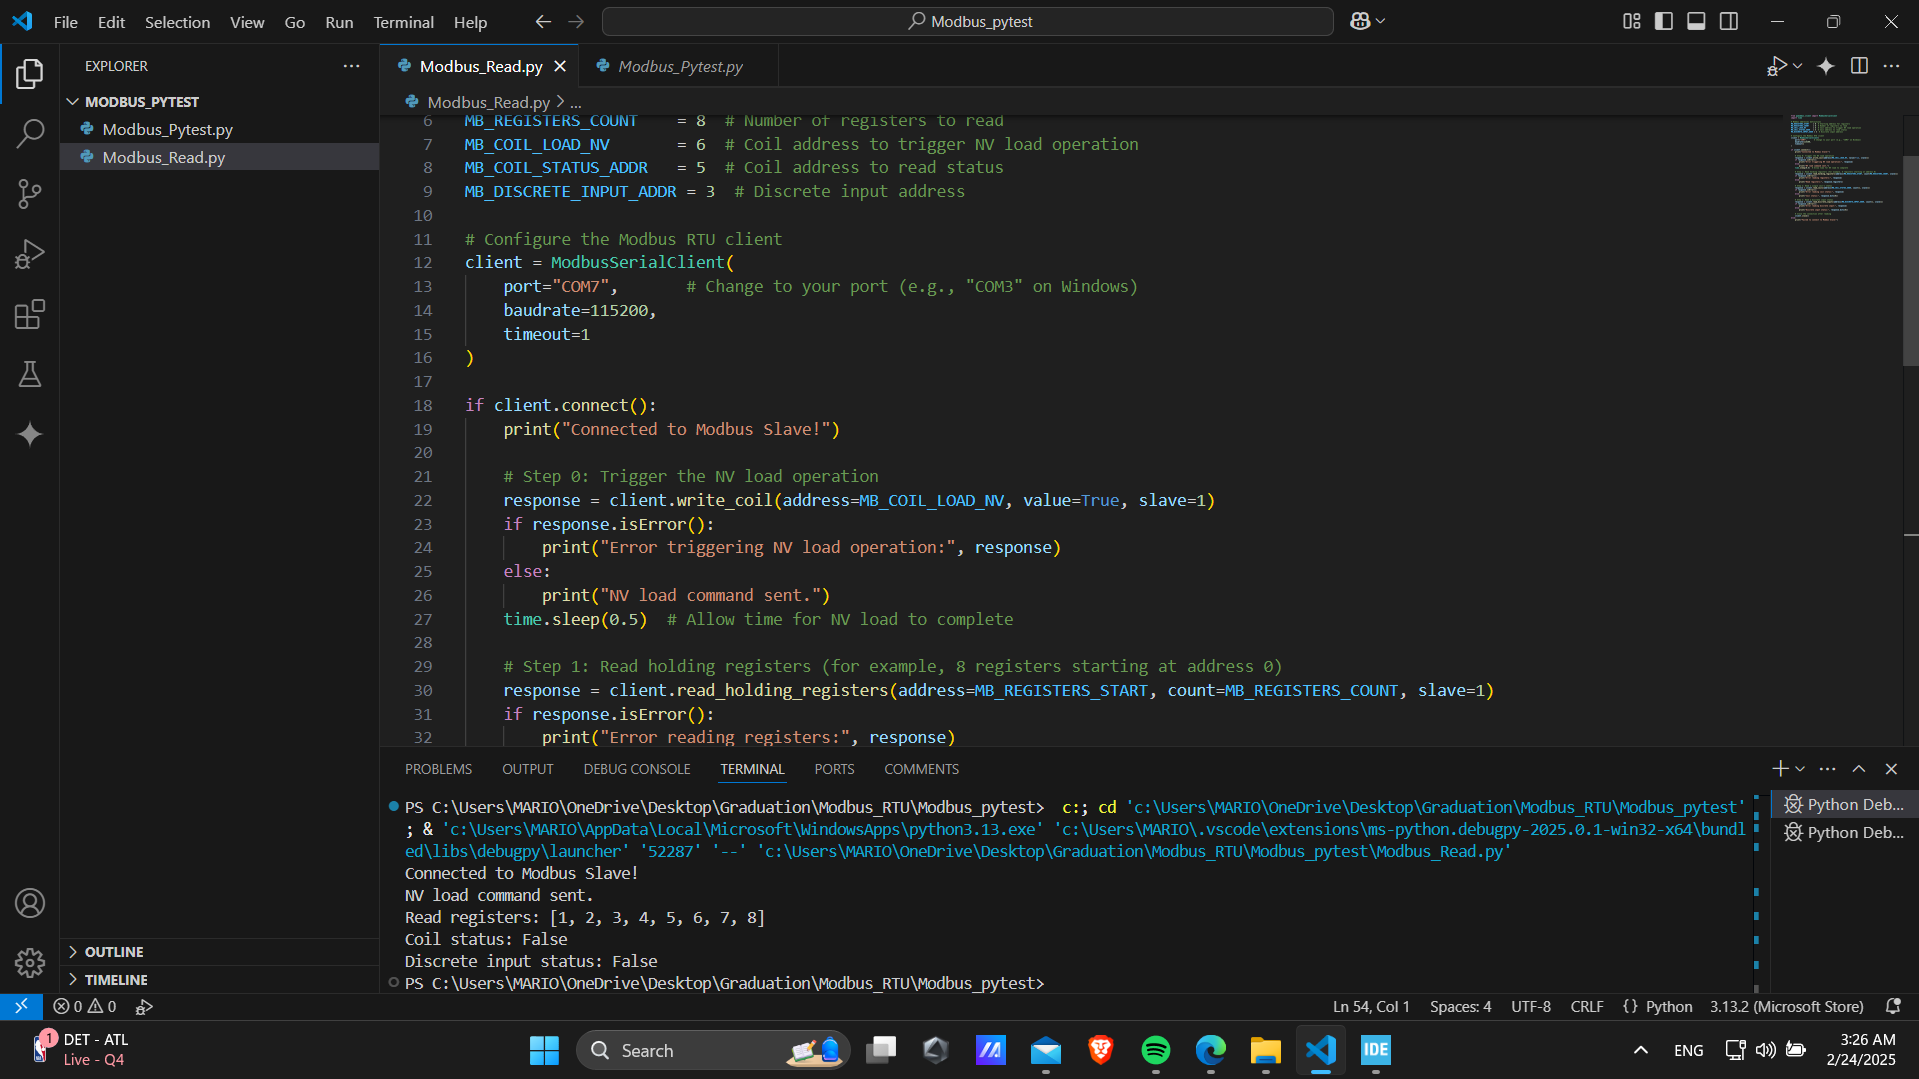 File Edit Selection View Go Run Terminal Help
Modbus_pytest
EXPLORER
MODBUS_PYTEST
Modbus_Pytest.py
Modbus_Read.py
OUTLINE
TIMELINE
Modbus_Read.py
Modbus_Pytest.py
Modbus_Read.py > ...
6 MB_REGISTERS_COUNT = 8 # Number of registers to read
7 MB_COIL_LOAD_NV = 6 # Coil address to trigger NV load operation
8 MB_COIL_STATUS_ADDR = 5 # Coil address to read status
9 MB_DISCRETE_INPUT_ADDR = 3 # Discrete input address
10
11 # Configure the Modbus RTU client
12 client = ModbusSerialClient(
13 port="COM7", # Change to your port (e.g., "COM3" on Windows)
14 baudrate=115200,
15 timeout=1
16 )
17
18 if client.connect():
19 print("Connected to Modbus Slave!")
20
21 # Step 0: Trigger the NV load operation
22 response = client.write_coil(address=MB_COIL_LOAD_NV, value=True, slave=1)
23 if response.isError():
24 print("Error triggering NV load operation:", response)
25 else:
26 print("NV load command sent.")
27 time.sleep(0.5) # Allow time for NV load to complete
28
29 # Step 1: Read holding registers (for example, 8 registers starting at address 0)
30 response = client.read_holding_registers(address=MB_REGISTERS_START, count=MB_REGISTERS_COUNT, slave=1)
31 if response.isError():
32 print("Error reading registers:", response)
PROBLEMS OUTPUT DEBUG CONSOLE TERMINAL PORTS COMMENTS
PS C:\Users\MARIO\OneDrive\Desktop\Graduation\Modbus_RTU\Modbus_pytest> c:; cd 'c:\Users\MARIO\OneDrive\Desktop\Graduation\Modbus_RTU\Modbus_pytest'
; & 'c:\Users\MARIO\AppData\Local\Microsoft\WindowsApps\python3.13.exe' 'c:\Users\MARIO\.vscode\extensions\ms-python.debugpy-2025.0.1-win32-x64\bundl
ed\libs\debugpy\launcher' '52287' '--' 'c:\Users\MARIO\OneDrive\Desktop\Graduation\Modbus_RTU\Modbus_pytest\Modbus_Read.py'
Connected to Modbus Slave!
NV load command sent.
Read registers: [1, 2, 3, 4, 5, 6, 7, 8]
Coil status: False
Discrete input status: False
PS C:\Users\MARIO\OneDrive\Desktop\Graduation\Modbus_RTU\Modbus_pytest>
Python Deb...
Python Deb...
0 0
Ln 54, Col 1 Spaces: 4 UTF-8 CRLF {} Python 3.13.2 (Microsoft Store)
1
DET - ATL
Live - Q4
Search
IDE
ENG
3:26 AM
2/24/2025